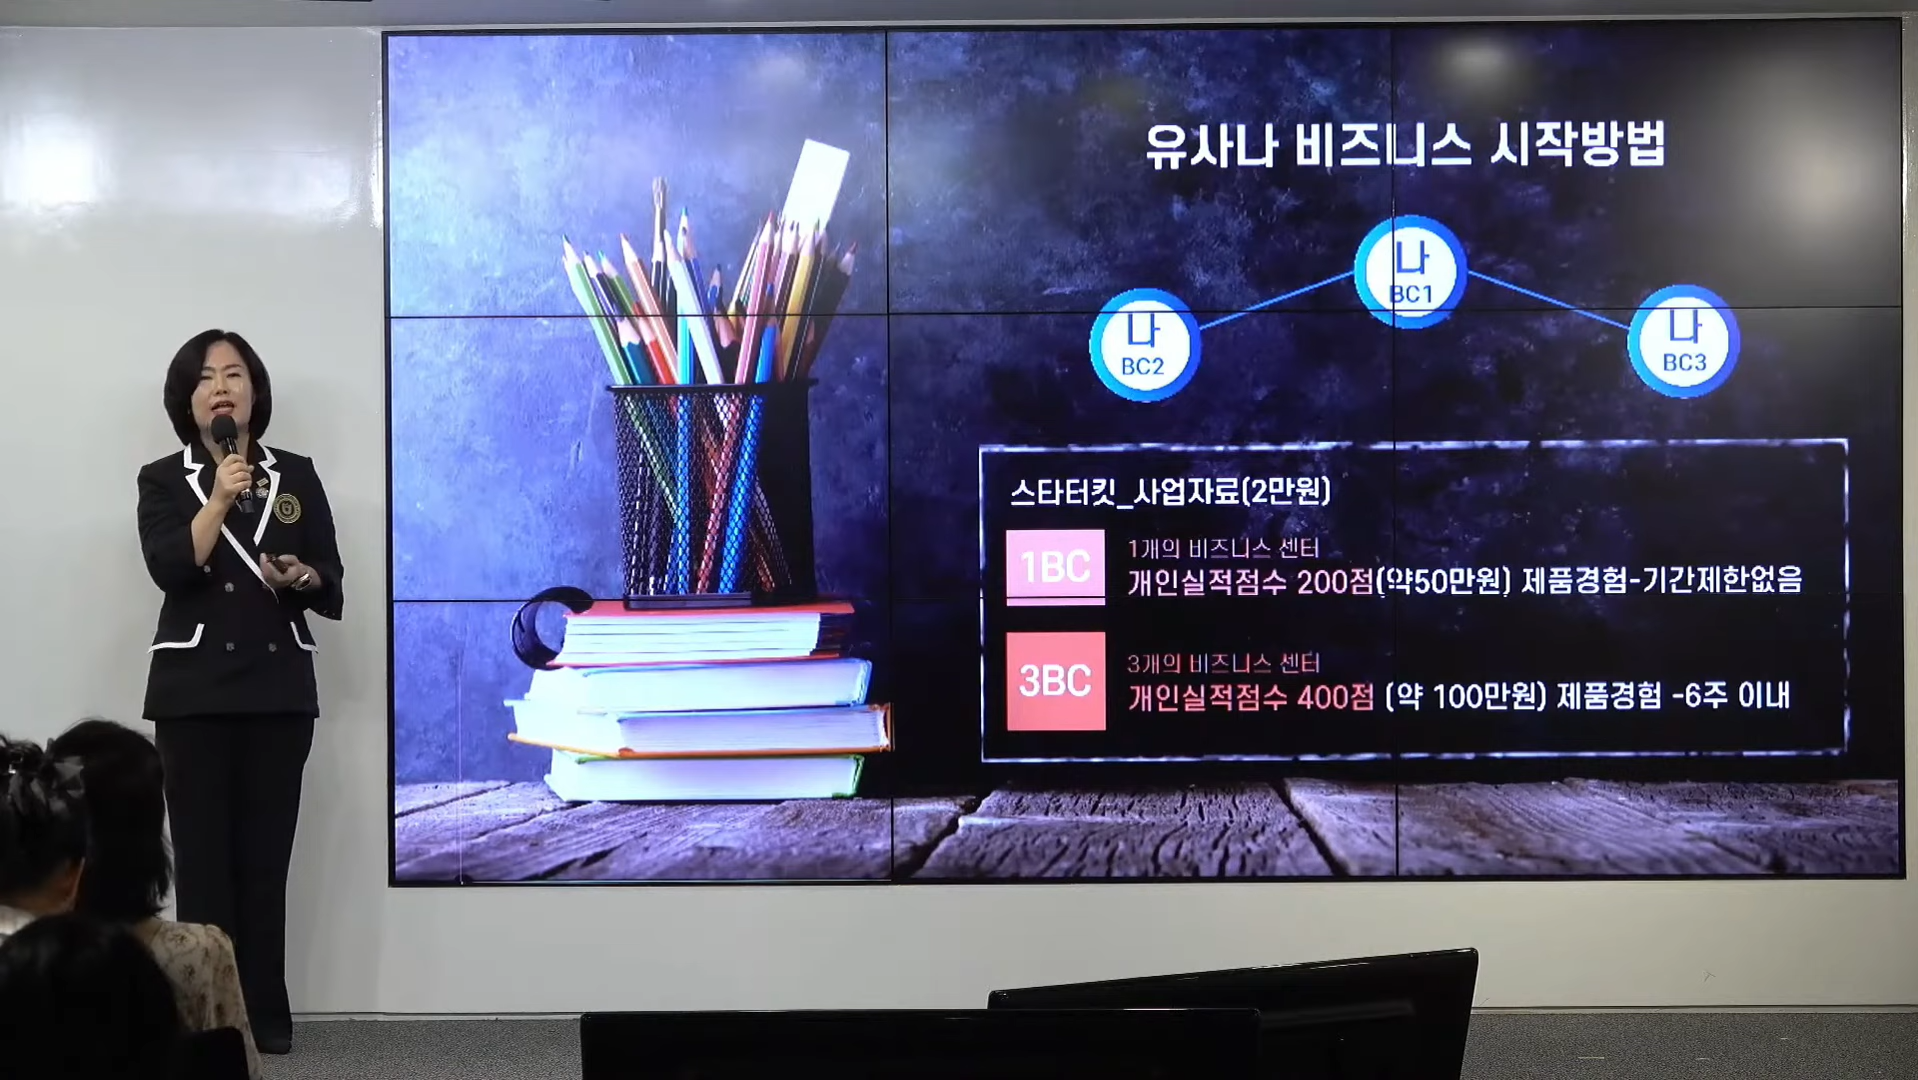 유사나 비즈니스 시작방법
나
BC1
나
BC2
나
BC3
스타터킷_사업자료(2만원)
1BC
1개의 비즈니스 센터
개인실적점수 200점(약50만원) 제품경험-기간제한없음
3BC
3개의 비즈니스 센터
개인실적점수 400점 (약 100만원) 제품경험 -6주 이내